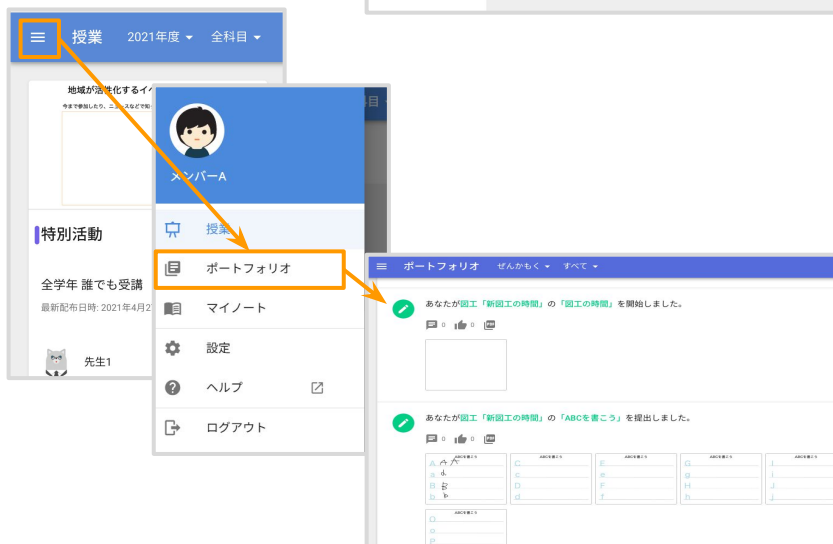 授業 2021年度 全科目
地域が活性化するイ
特別活動
全学年 誰でも受講
最新配布日時: 2021年4月2
先生1
目
メンバーA
授業
ポートフォリオ
マイノート
設定
ヘルプ
ログアウト
ポートフォリオ ぜんかもく すべて
あなたが図工「新図工の時間」の「図工の時間」を開始しました。
0 0
あなたが図工「新図工の時間」の「ABCを書こう」を提出しました。
0 0
ABCを書こう ABCを書こう ABCを書こう ABCを書こう ABCを書こう
A A A C E G I
a d c e g i
B B D F H J
b b d f h j
ABCを書こう
O
o
P